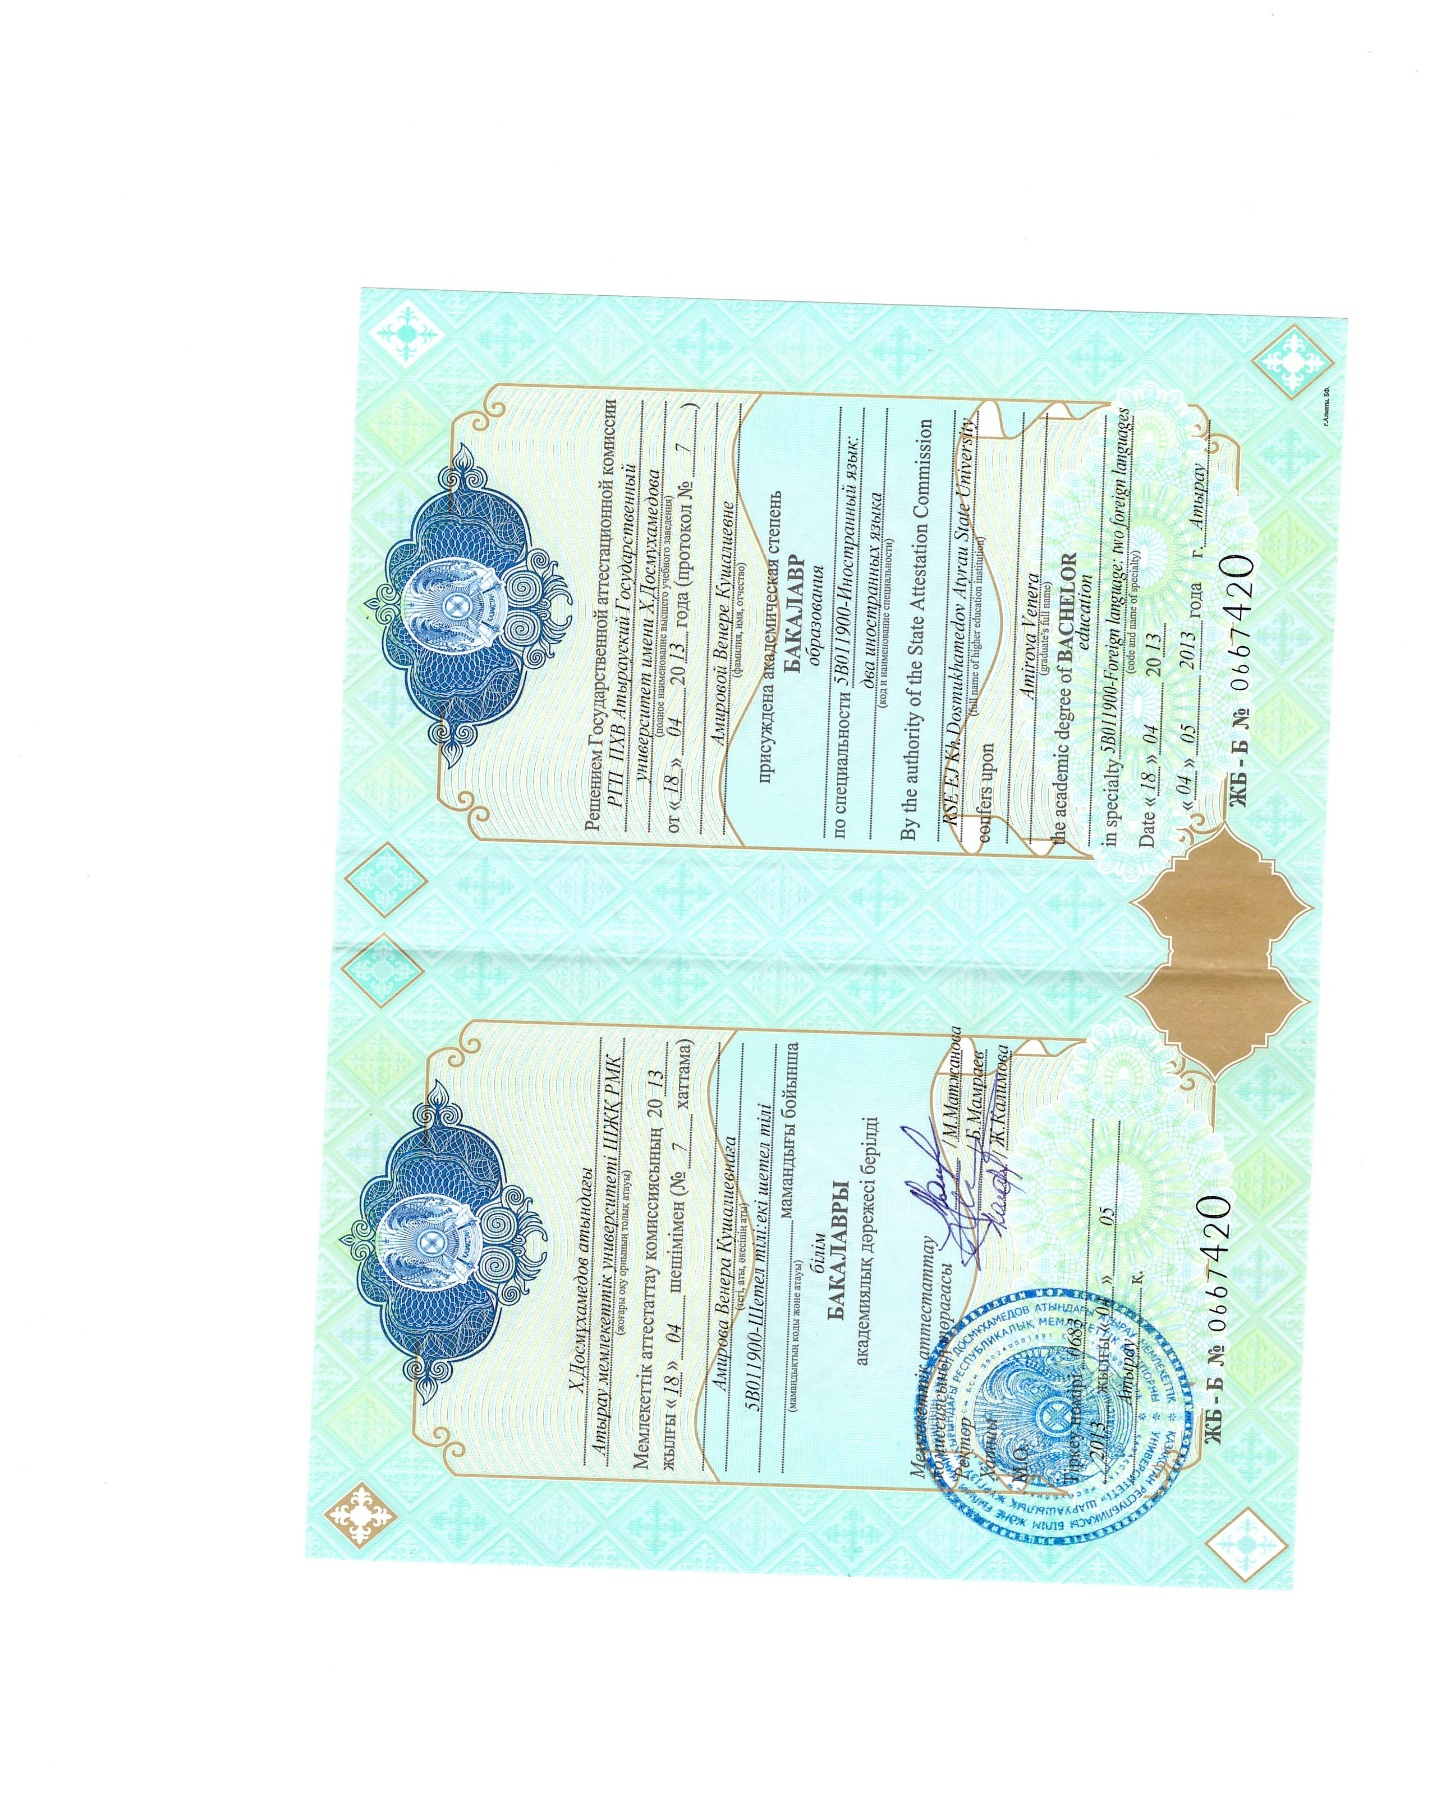 Х.Досмұхамедов атындағы
Атырау мемлекеттік университеті ШЖҚ РМК
(жоғары оқу орнының толық атауы)
Мемлекеттік аттестаттау комиссиясының 20 13
жылғы « 18 » 04 шешімімен (№ 7 хаттама)
Амирова Венера Кушалиевнаға
(тегі, аты, әкесінің аты)
5В011900-Шетел тілі:екі шетел тілі
мамандығы бойынша
(мамандықтың коды және атауы)
білім
БАКАЛАВРЫ
академиялық дәрежесі берілді
Мемлекеттік аттестаттау
комиссиясының төрағасы / М.Матжанова
Ректор Б.Мамраев
Хатшы / Ж.Калимова
М.О.
Тіркеу нөмірі 0683
2013 жылғы « 04 » 05
Атырау қ.
ЖБ - Б № 0667420
Решением Государственной аттестационной комиссии
РГП ПХВ Атырауский Государственный
университет имени Х.Досмухамедова
(полное наименование высшего учебного заведения)
от « 18 » 04 20 13 года (протокол № 7 )
Амировой Венере Кушалиевне
(фамилия, имя, отчество)
присуждена академическая степень
БАКАЛАВР
образования
по специальности 5В011900-Иностранный язык:
два иностранных языка
(код и наименование специальности)
By the authority of the State Attestation Commission
RSE EJ Kh.Dosmukhamedov Atyrau State University
(full name of higher education institution)
confers upon
Amirova Venera
(graduate's full name)
the academic degree of BACHELOR
education
in specialty 5B011900-Foreign language: two foreign languages
(code and name of specialty)
Date « 18 » 04 20 13
« 04 » 05 2013 года г. Атырау
ЖБ - Б № 0667420
г.Алматы. БФ.